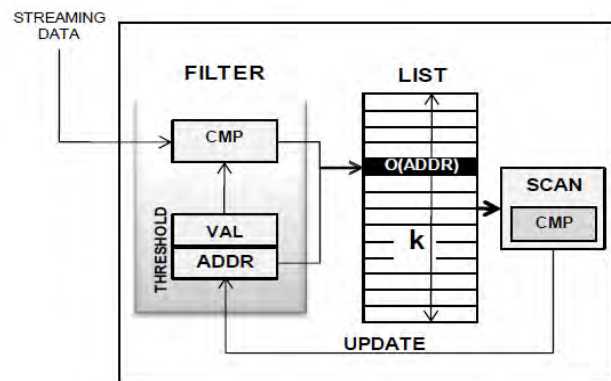 STREAMING
DATA
FILTER
LIST
CMP
O(ADDR)
SCAN
CMP
THRESHOLD
VAL
ADDR
k
UPDATE